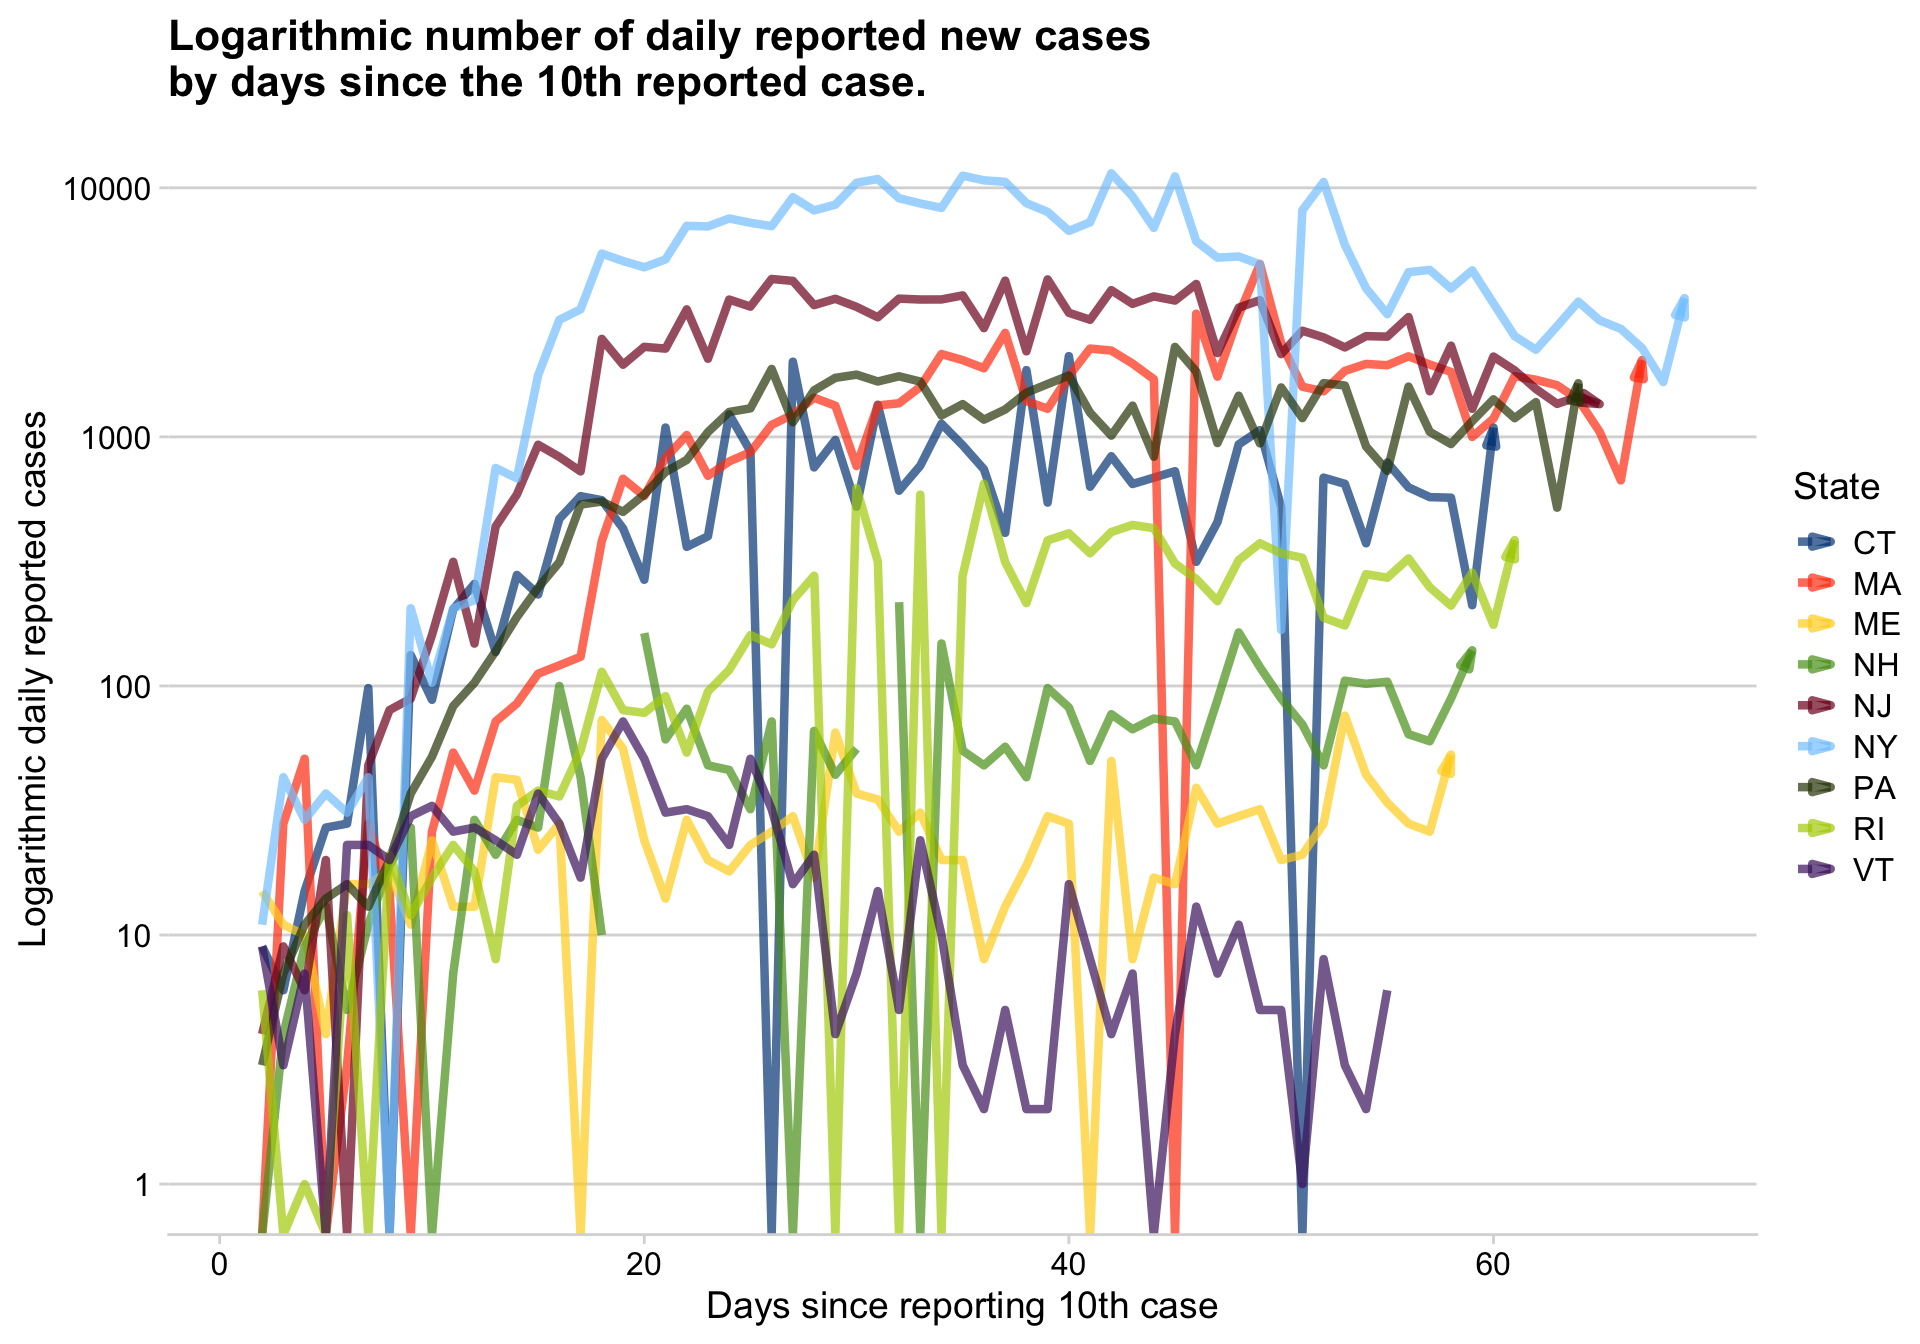 Logarithmic number of daily reported new cases
by days since the 10th reported case.
Logarithmic daily reported cases
10000
1000
100
10
1
0
20
40
60
Days since reporting 10th case
State
CT
MA
ME
NH
NJ
NY
PA
RI
VT